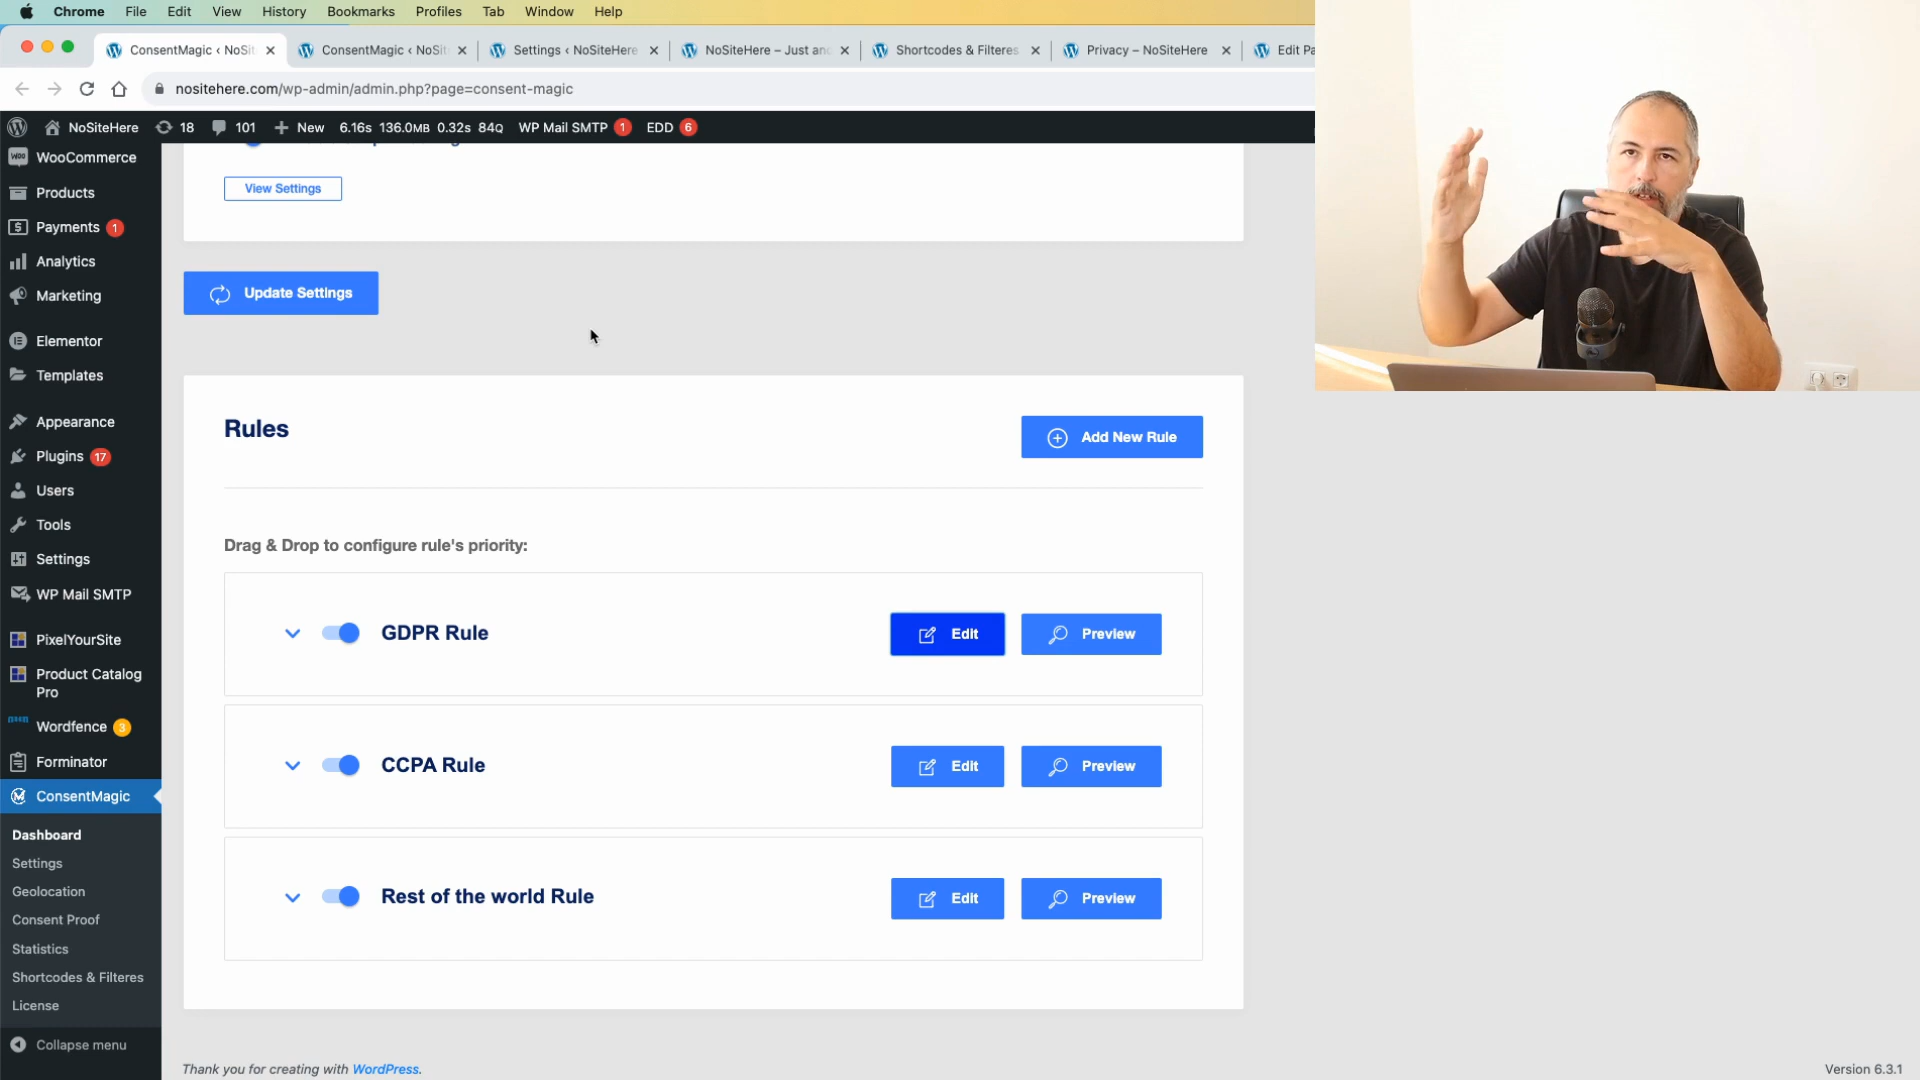 Chrome File Edit View History Bookmarks Profiles Tab Window Help
ConsentMagic ‹ NoSit
ConsentMagic ‹ NoSit
Settings ‹ NoSiteHere
NoSiteHere – Just an
Shortcodes & Filteres
Privacy – NoSiteHere
Edit Pa
nositehere.com/wp-admin/admin.php?page=consent-magic
NoSiteHere 18 101 New 6.16s 136.0MB 0.32s 84Q WP Mail SMTP 1 EDD 6
WooCommerce
Products
Payments 1
Analytics
Marketing
Elementor
Templates
Appearance
Plugins 17
Users
Tools
Settings
WP Mail SMTP
PixelYourSite
Product Catalog
Pro
Wordfence 3
Forminator
ConsentMagic
Dashboard
Settings
Geolocation
Consent Proof
Statistics
Shortcodes & Filteres
License
Collapse menu
View Settings
Update Settings
Rules
Add New Rule
Drag & Drop to configure rule's priority:
GDPR Rule
Edit
Preview
CCPA Rule
Edit
Preview
Rest of the world Rule
Edit
Preview
Thank you for creating with WordPress.
Version 6.3.1